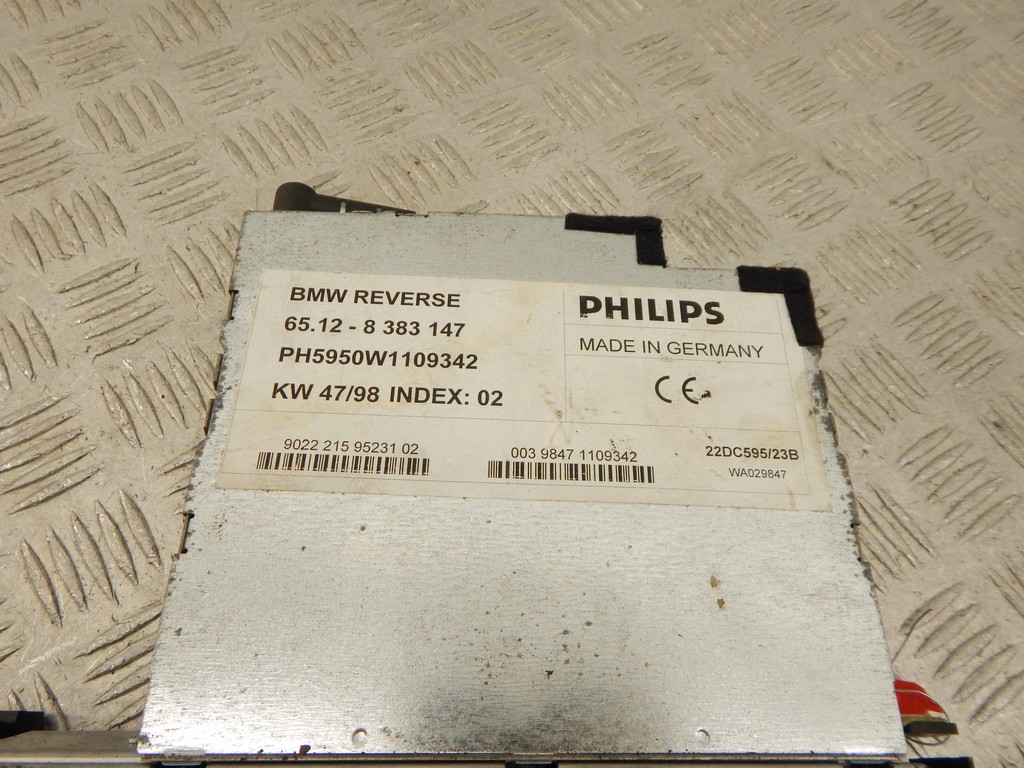 BMW REVERSE
65.12 - 8 383 147
PH5950W1109342
KW 47/98 INDEX: 02
PHILIPS
MADE IN GERMANY
CE
9022 215 95231 02
003 9847 1109342
22DC595/23B
WA029847